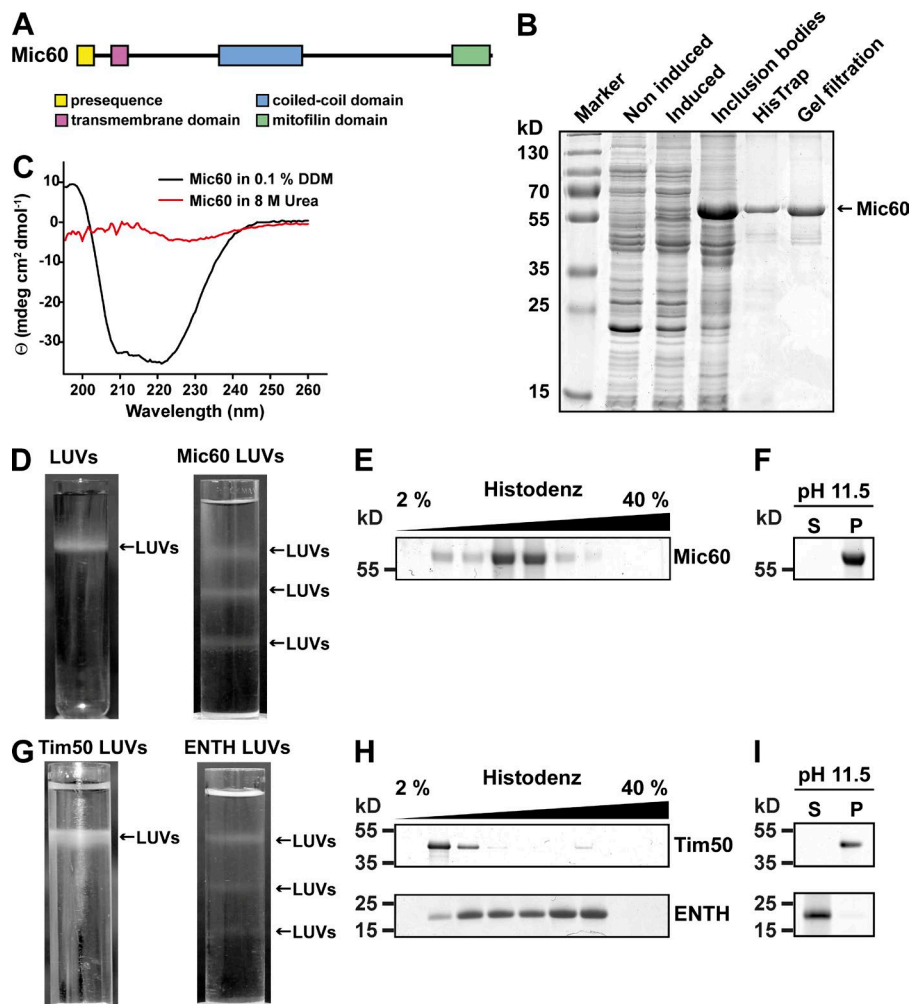 A
Mic60
presequence
coiled-coil domain
transmembrane domain
mitofilin domain
B
Marker
Non induced
Induced
Inclusion bodies
HisTrap
Gel filtration
kD
130
70
55
35
25
15
←Mic60
C
Mic60 in 0.1 % DDM
Mic60 in 8 M Urea
Θ (mdeg cm2 dmol-1)
10
0
-10
-20
-30
200 210 220 230 240 250 260
Wavelength (nm)
D
LUVs
Mic60 LUVs
←LUVs
←LUVs
←LUVs
←LUVs
E
2 % Histodenz 40 %
kD
55
Mic60
F
pH 11.5
kD S P
55
G
Tim50 LUVs
ENTH LUVs
←LUVs
←LUVs
←LUVs
←LUVs
H
2 % Histodenz 40 %
kD
55
35
Tim50
25
15
ENTH
I
pH 11.5
kD S P
55
35
25
15